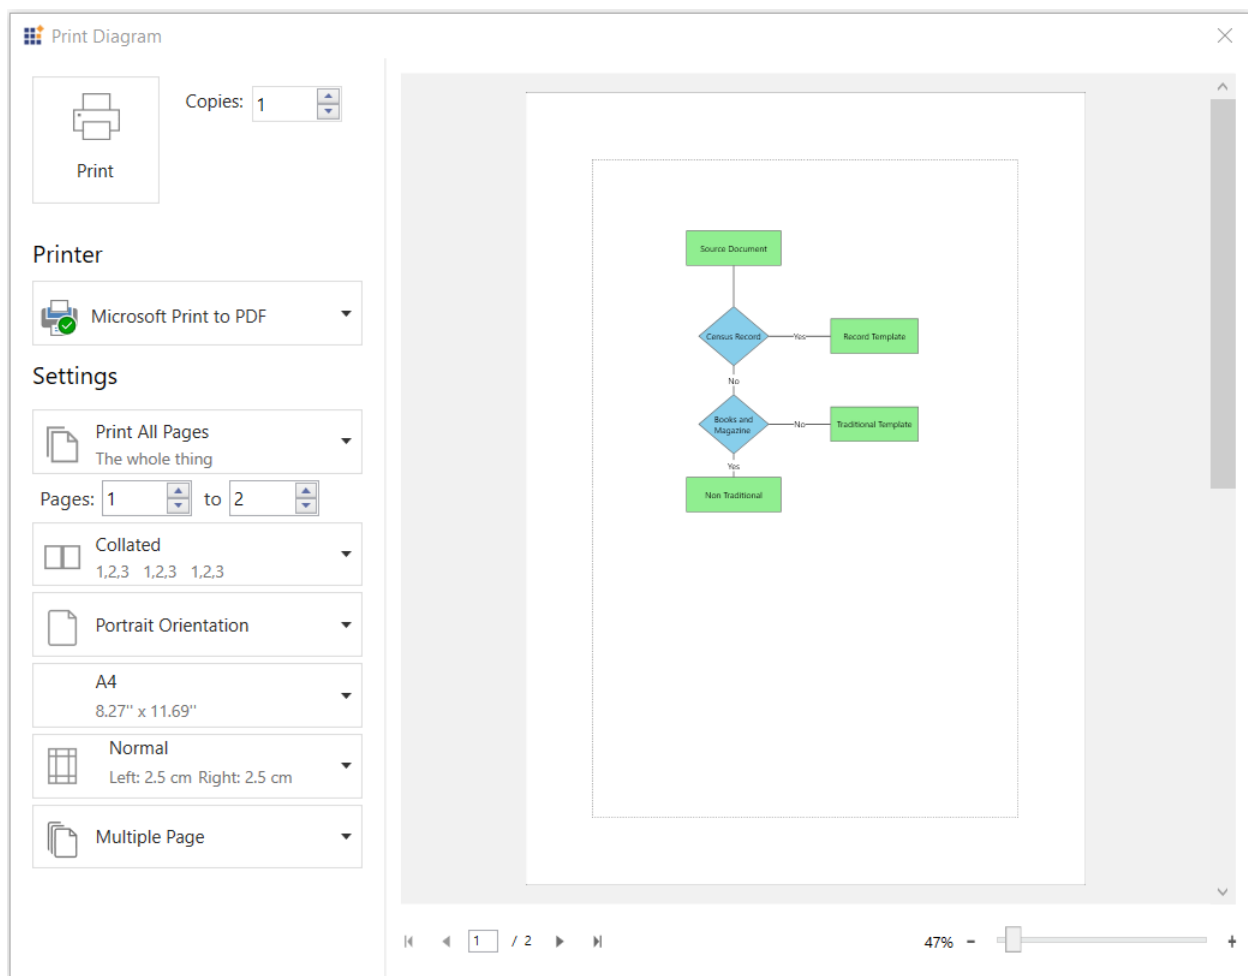 Print Diagram
Copies: 1
Print
Printer
Microsoft Print to PDF
Settings
Print All Pages
The whole thing
Pages: 1 to 2
Collated
1,2,3 1,2,3 1,2,3
Portrait Orientation
A4
8.27'' x 11.69''
Normal
Left: 2.5 cm Right: 2.5 cm
Multiple Page
Source Document
Census Record
Yes
Record Template
No
Books and
Magazine
No
Traditional Template
Yes
Non Traditional
1 / 2
47% - +